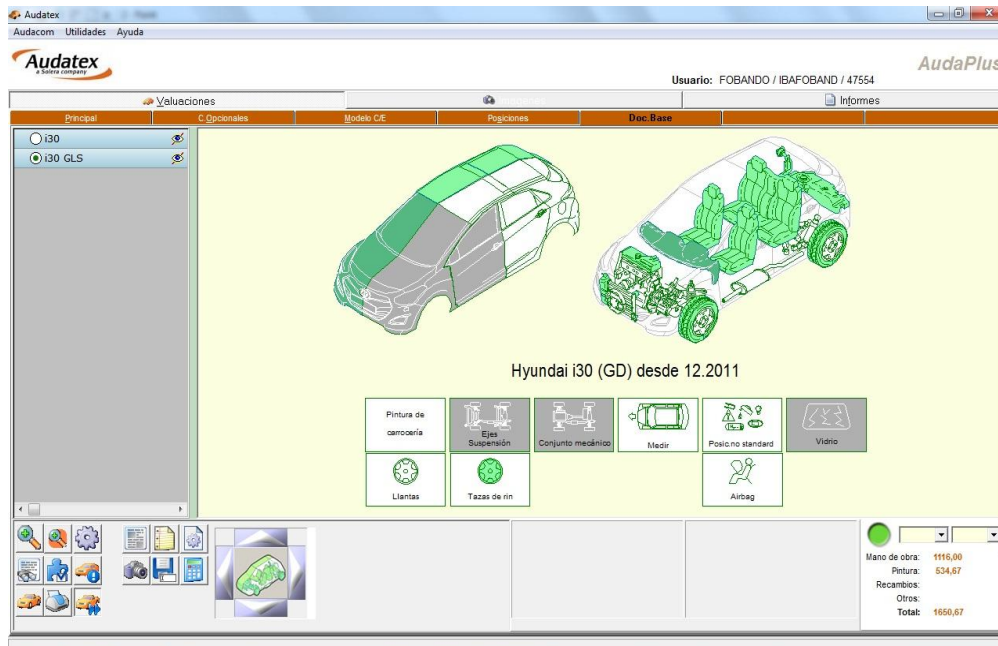 Audatex
Audacom Utilidades Ayuda
Audatex
a Solera company
AudaPlus
Usuario: FOBANDO / IBAFOBAND / 47554
Valuaciones
Informes
Principal C.Opcionales Modelo C/E Posiciones Doc.Base
i30
i30 GLS
Hyundai i30 (GD) desde 12.2011
Pintura de
carrocería
Ejes
Suspensión
Conjunto mecánico
Medir
Posic.no standard
Vidrio
Llantas
Tazas de rin
Airbag
Mano de obra: 1116,00
Pintura: 534,67
Recambios:
Otros:
Total: 1650,67